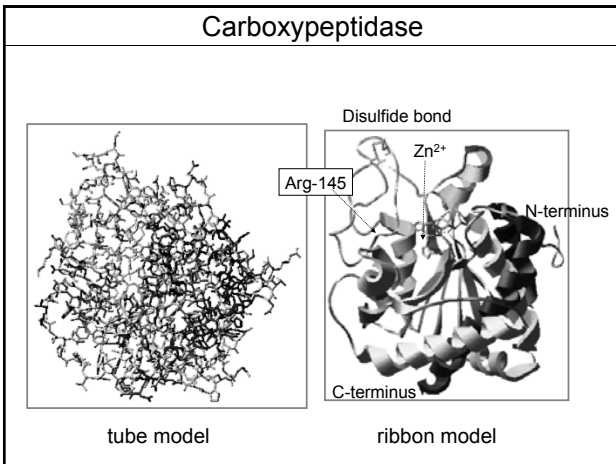 Carboxypeptidase
Disulfide bond
Zn²⁺
Arg-145
N-terminus
C-terminus
tube model
ribbon model